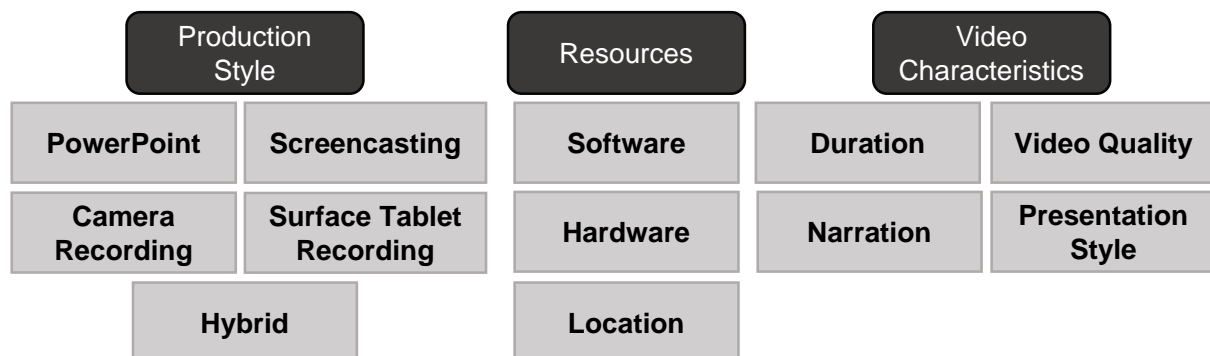 Production
Style
PowerPoint
Screencasting
Camera
Recording
Surface Tablet
Recording
Hybrid
Resources
Software
Hardware
Location
Video
Characteristics
Duration
Video Quality
Narration
Presentation
Style